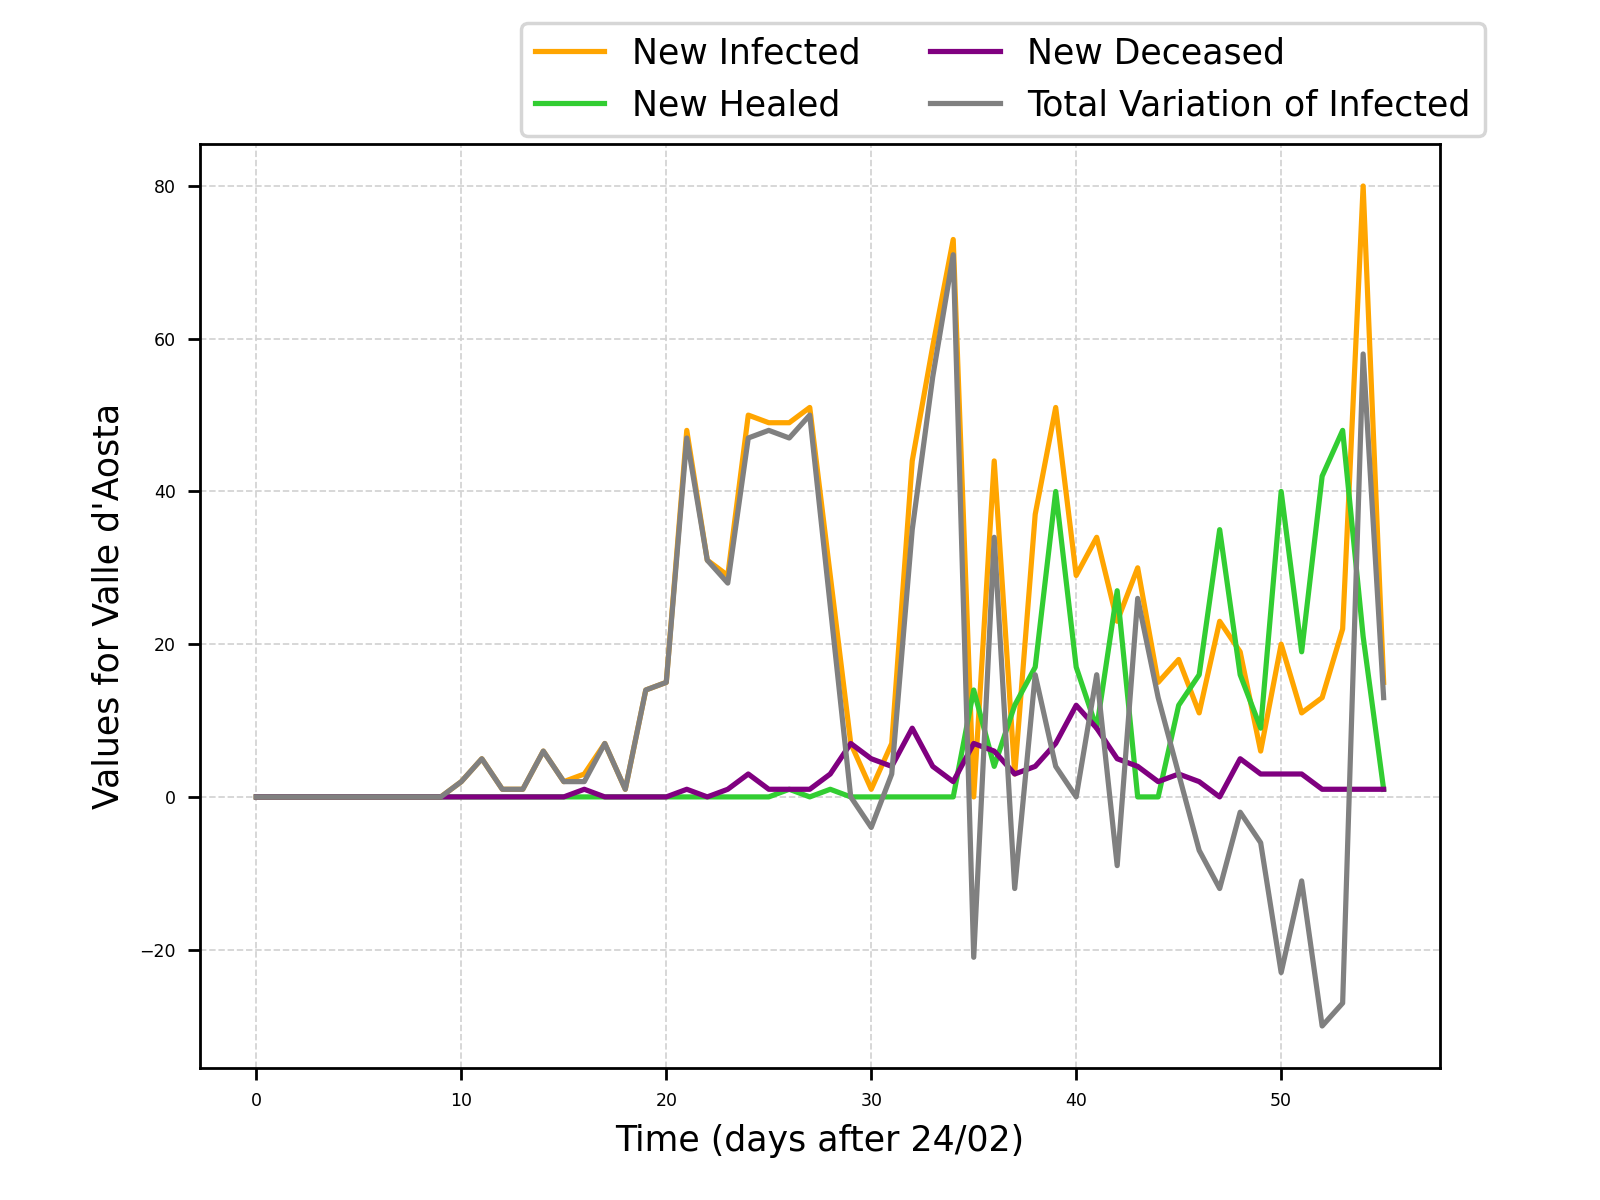 New Infected
New Healed
New Deceased
Total Variation of Infected
80
60
40
20
0
−20
Values for Valle d'Aosta
0 10 20 30 40 50
Time (days after 24/02)